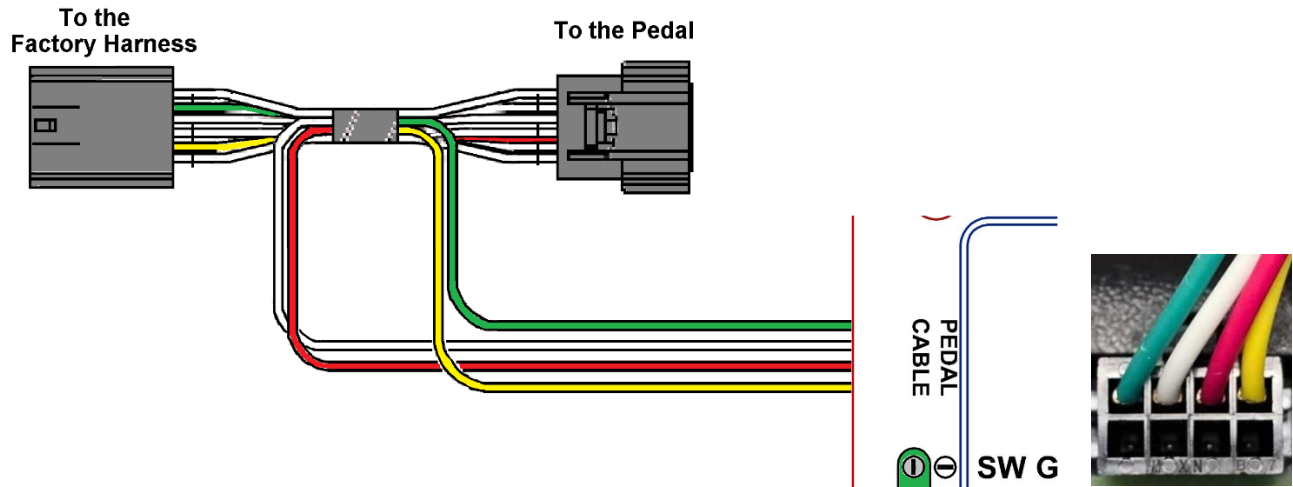 To the
Factory Harness
To the Pedal
PEDAL
CABLE
SW G